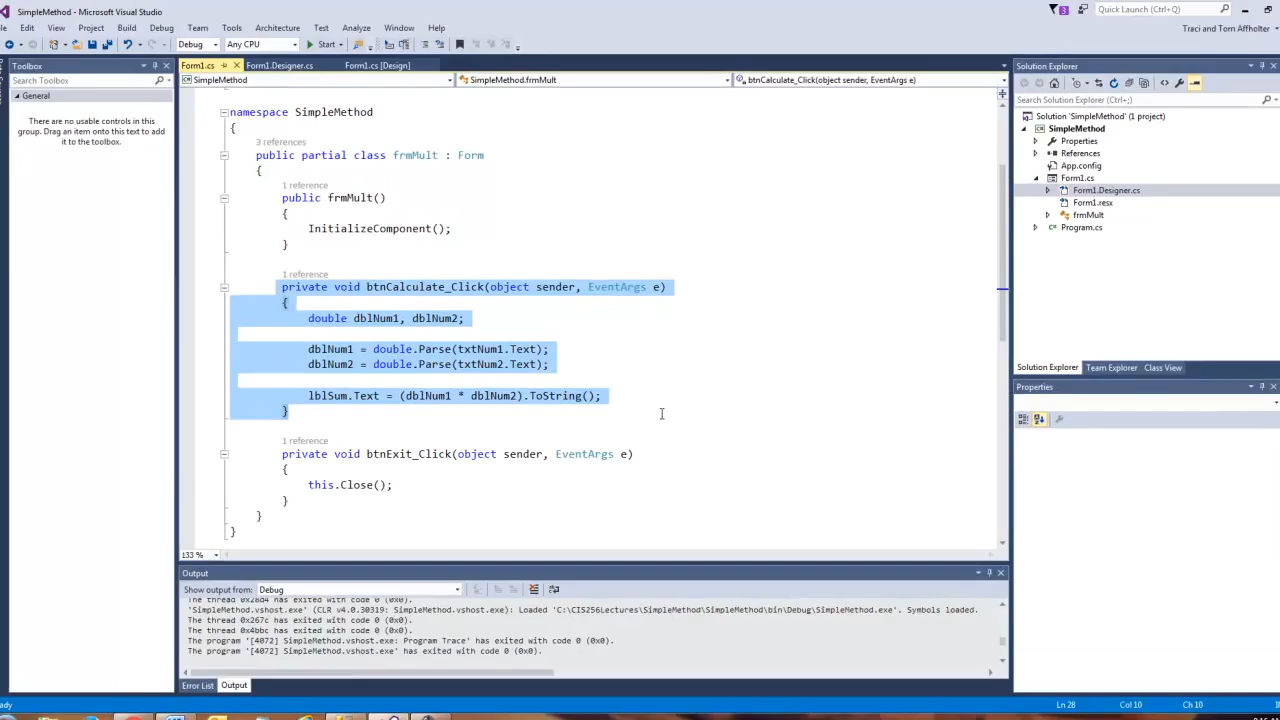 SimpleMethod - Microsoft Visual Studio
3
Quick Launch (Ctrl+;)
Edit View Project Build Debug Team Tools Architecture Test Analyze Window Help
Traci and Tom Affholter
Debug Any CPU Start
Toolbox
Search Toolbox
General
There are no usable controls in this
group. Drag an item onto this text to add
it to the toolbox.
Form1.cs Form1.Designer.cs Form1.cs [Design]
SimpleMethod SimpleMethod.frmMult btnCalculate_Click(object sender, EventArgs e)
namespace SimpleMethod
{
3 references
public partial class frmMult : Form
{
1 reference
public frmMult()
{
InitializeComponent();
}
1 reference
private void btnCalculate_Click(object sender, EventArgs e)
{
double dblNum1, dblNum2;
dblNum1 = double.Parse(txtNum1.Text);
dblNum2 = double.Parse(txtNum2.Text);
lblSum.Text = (dblNum1 * dblNum2).ToString();
}
1 reference
private void btnExit_Click(object sender, EventArgs e)
{
this.Close();
}
}
}
133 %
Output
Show output from: Debug
The thread 0x28d4 has exited with code 0 (0x0).
'SimpleMethod.vshost.exe' (CLR v4.0.30319: SimpleMethod.vshost.exe): Loaded 'C:\CIS256Lectures\SimpleMethod\SimpleMethod\bin\Debug\SimpleMethod.exe'. Symbols loaded.
The thread 0x267c has exited with code 0 (0x0).
The thread 0x4bbc has exited with code 0 (0x0).
The program '[4072] SimpleMethod.vshost.exe: Program Trace' has exited with code 0 (0x0).
The program '[4072] SimpleMethod.vshost.exe' has exited with code 0 (0x0).
Error List Output
Solution Explorer
Search Solution Explorer (Ctrl+;)
Solution 'SimpleMethod' (1 project)
SimpleMethod
Properties
References
App.config
Form1.cs
Form1.Designer.cs
Form1.resx
frmMult
Program.cs
Solution Explorer Team Explorer Class View
Properties
Ln 28 Col 10 Ch 10